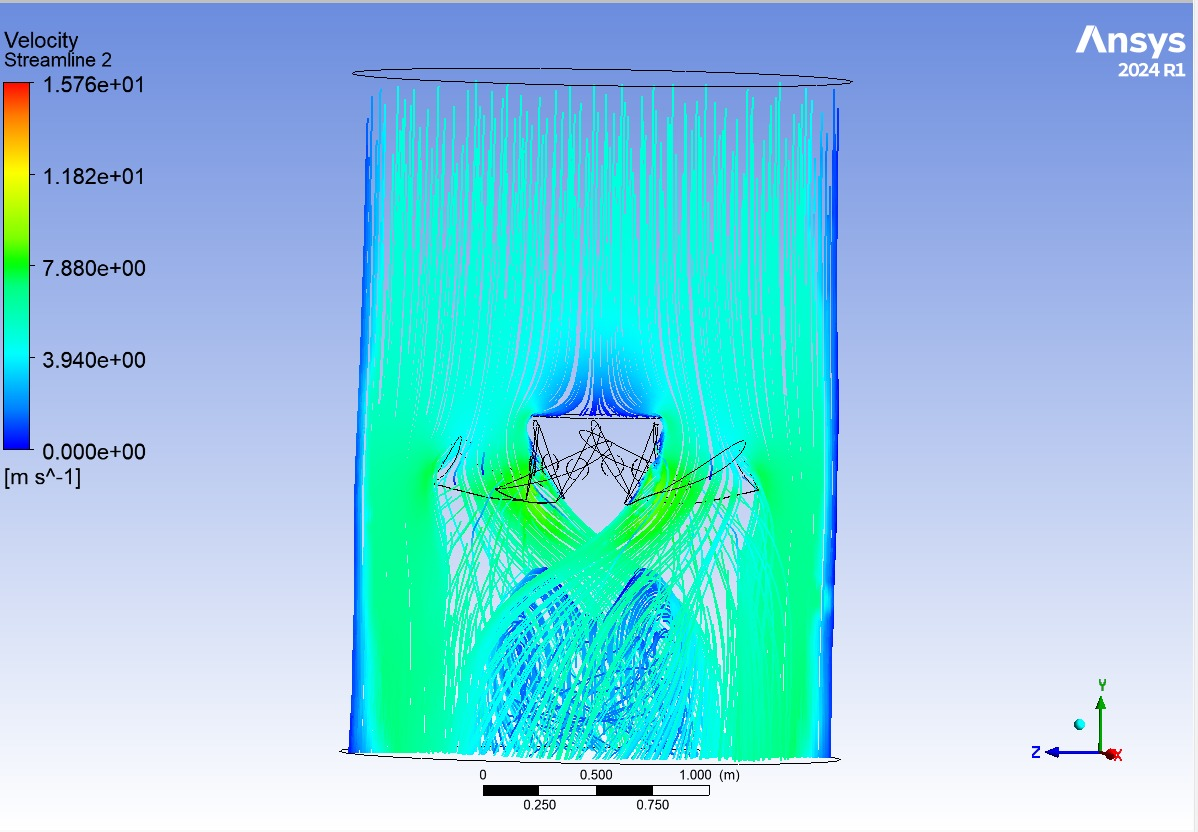 Velocity
Streamline 2
1.576e+01
1.182e+01
7.880e+00
3.940e+00
0.000e+00
[m s^-1]
Ansys
2024 R1
Y
Z
X
0 0.500 1.000 (m)
0.250 0.750